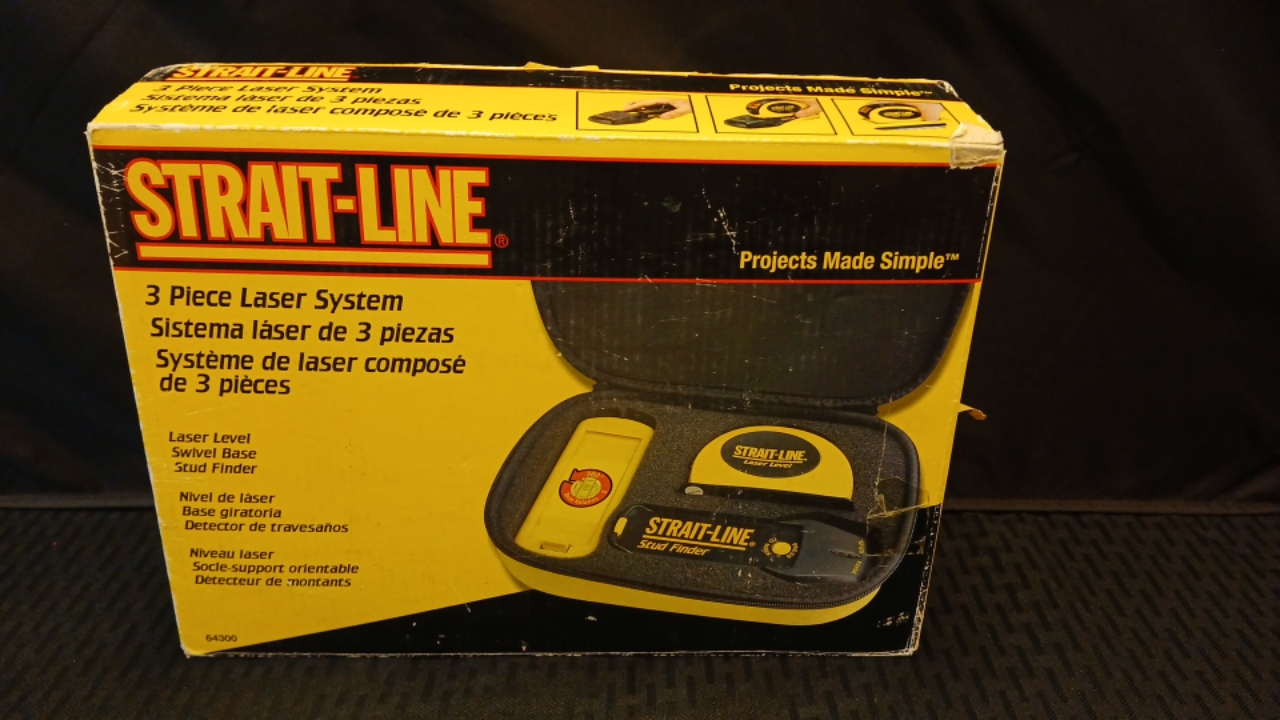 STRAIT-LINE
3 Piece Laser System
Sistema láser de 3 piezas
Système de laser composé de 3 pièces
Projects Made Simple™
STRAIT-LINE®
Projects Made Simple™
3 Piece Laser System
Sistema láser de 3 piezas
Système de laser composé
de 3 pièces
Laser Level
Swivel Base
Stud Finder
Nivel de láser
Base giratoria
Detector de travesaños
Niveau laser
Socle-support orientable
Détecteur de montants
64300
STRAIT-LINE
Laser Level
STRAIT-LINE®
Stud Finder
360°